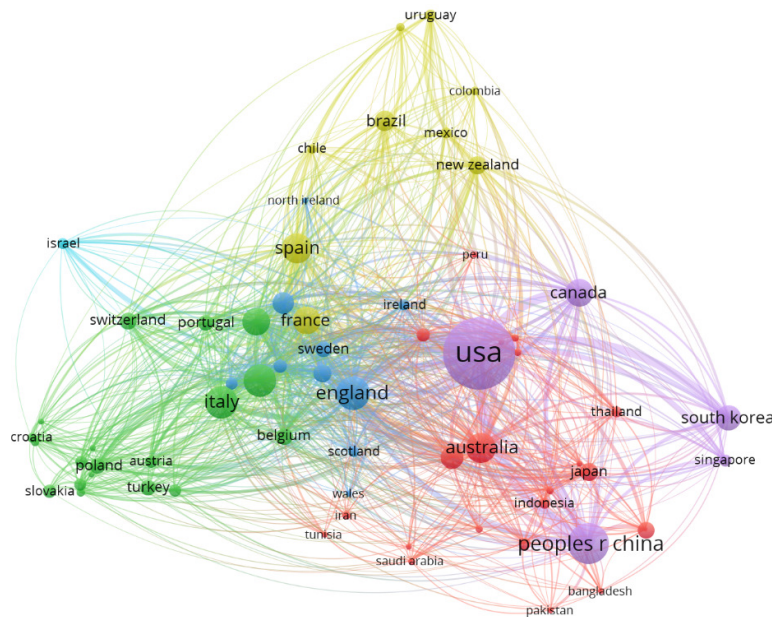 uruguay
colombia
brazil
mexico
chile
new zealand
north ireland
israel
spain
peru
canada
ireland
switzerland
portugal
france
sweden
usa
england
italy
thailand
south korea
croatia
belgium
australia
scotland
poland
austria
japan
singapore
slovakia
turkey
wales
indonesia
iran
tunisia
peoples r china
saudi arabia
bangladesh
pakistan